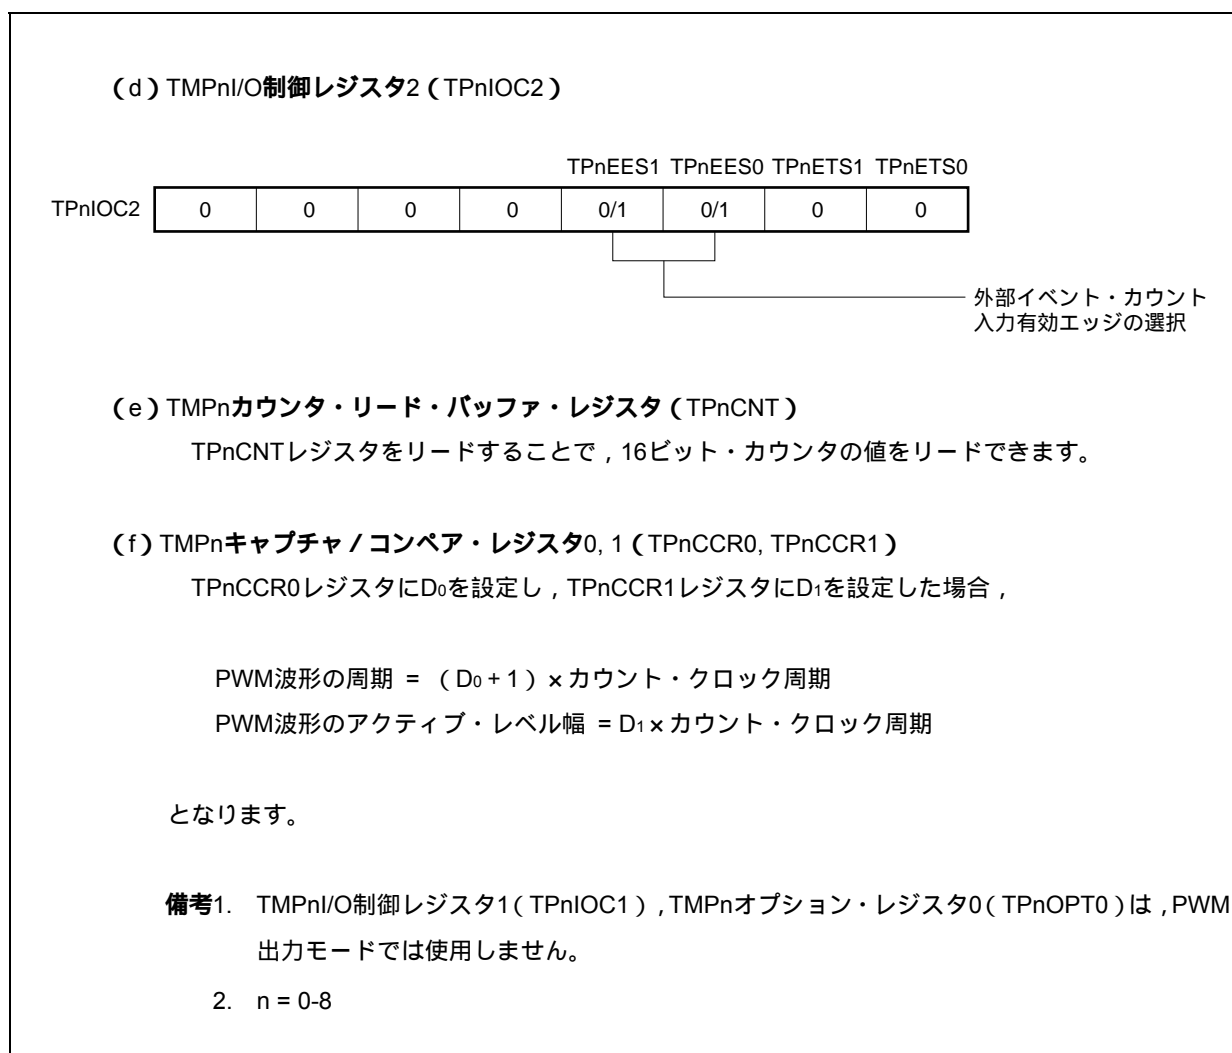 （d）TMPnI/O制御レジスタ2（TPnIOC2）
TPnEES1 TPnEES0 TPnETS1 TPnETS0
TPnIOC2 0 0 0 0 0/1 0/1 0 0
外部イベント・カウント
入力有効エッジの選択
（e）TMPnカウンタ・リード・バッファ・レジスタ（TPnCNT）
TPnCNTレジスタをリードすることで，16ビット・カウンタの値をリードできます。
（f）TMPnキャプチャ／コンペア・レジスタ0, 1（TPnCCR0, TPnCCR1）
TPnCCR0レジスタにD0を設定し，TPnCCR1レジスタにD1を設定した場合，
PWM波形の周期 = （D0 + 1）× カウント・クロック周期
PWM波形のアクティブ・レベル幅 = D1 × カウント・クロック周期
となります。
備考1. TMPnI/O制御レジスタ1（TPnIOC1）, TMPnオプション・レジスタ0（TPnOPT0）は，PWM
出力モードでは使用しません。
2. n = 0-8